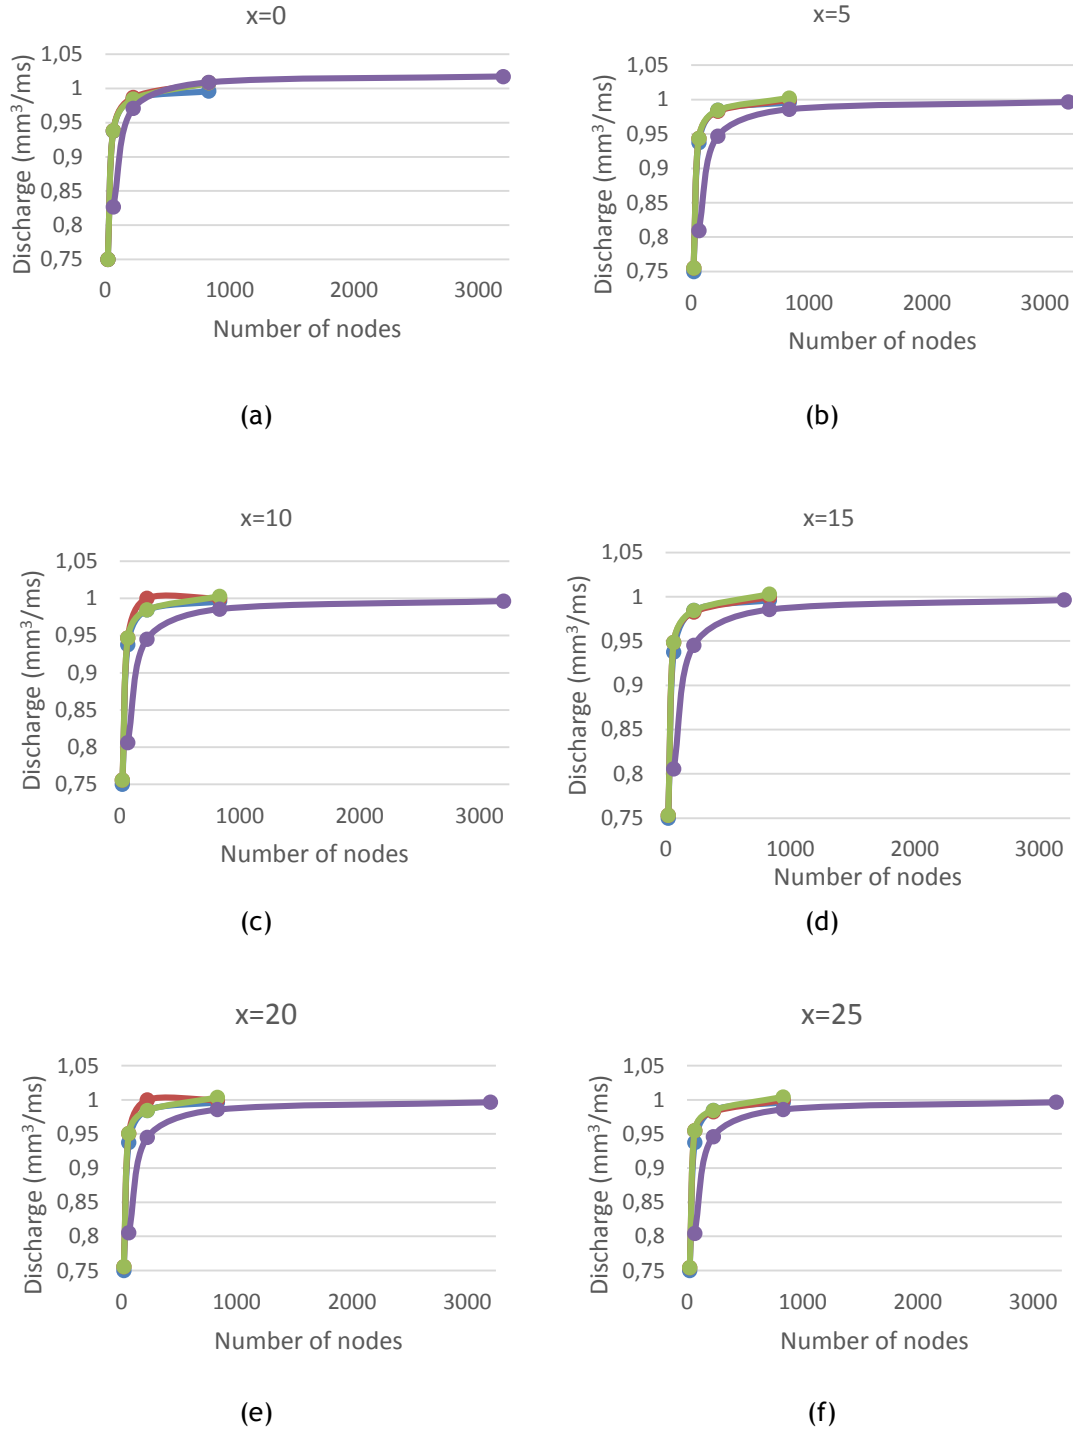 x=0
1,05
1
0,95
0,9
0,85
0,8
0,75
0 1000 2000 3000
Discharge (mm³/ms)
Number of nodes
(a)
x=5
1,05
1
0,95
0,9
0,85
0,8
0,75
0 1000 2000 3000
Discharge (mm³/ms)
Number of nodes
(b)
x=10
1,05
1
0,95
0,9
0,85
0,8
0,75
0 1000 2000 3000
Discharge (mm³/ms)
Number of nodes
(c)
x=15
1,05
1
0,95
0,9
0,85
0,8
0,75
0 1000 2000 3000
Discharge (mm³/ms)
Number of nodes
(d)
x=20
1,05
1
0,95
0,9
0,85
0,8
0,75
0 1000 2000 3000
Discharge (mm³/ms)
Number of nodes
(e)
x=25
1,05
1
0,95
0,9
0,85
0,8
0,75
0 1000 2000 3000
Discharge (mm³/ms)
Number of nodes
(f)